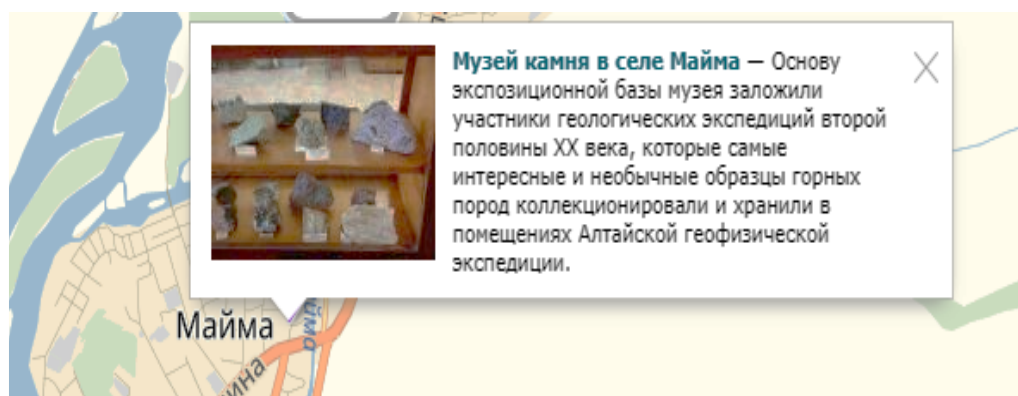 Музей камня в селе Майма — Основу
экспозиционной базы музея заложили
участники геологических экспедиций второй
половины XX века, которые самые
интересные и необычные образцы горных
пород коллекционировали и хранили в
помещениях Алтайской геофизической
экспедиции.
Майма